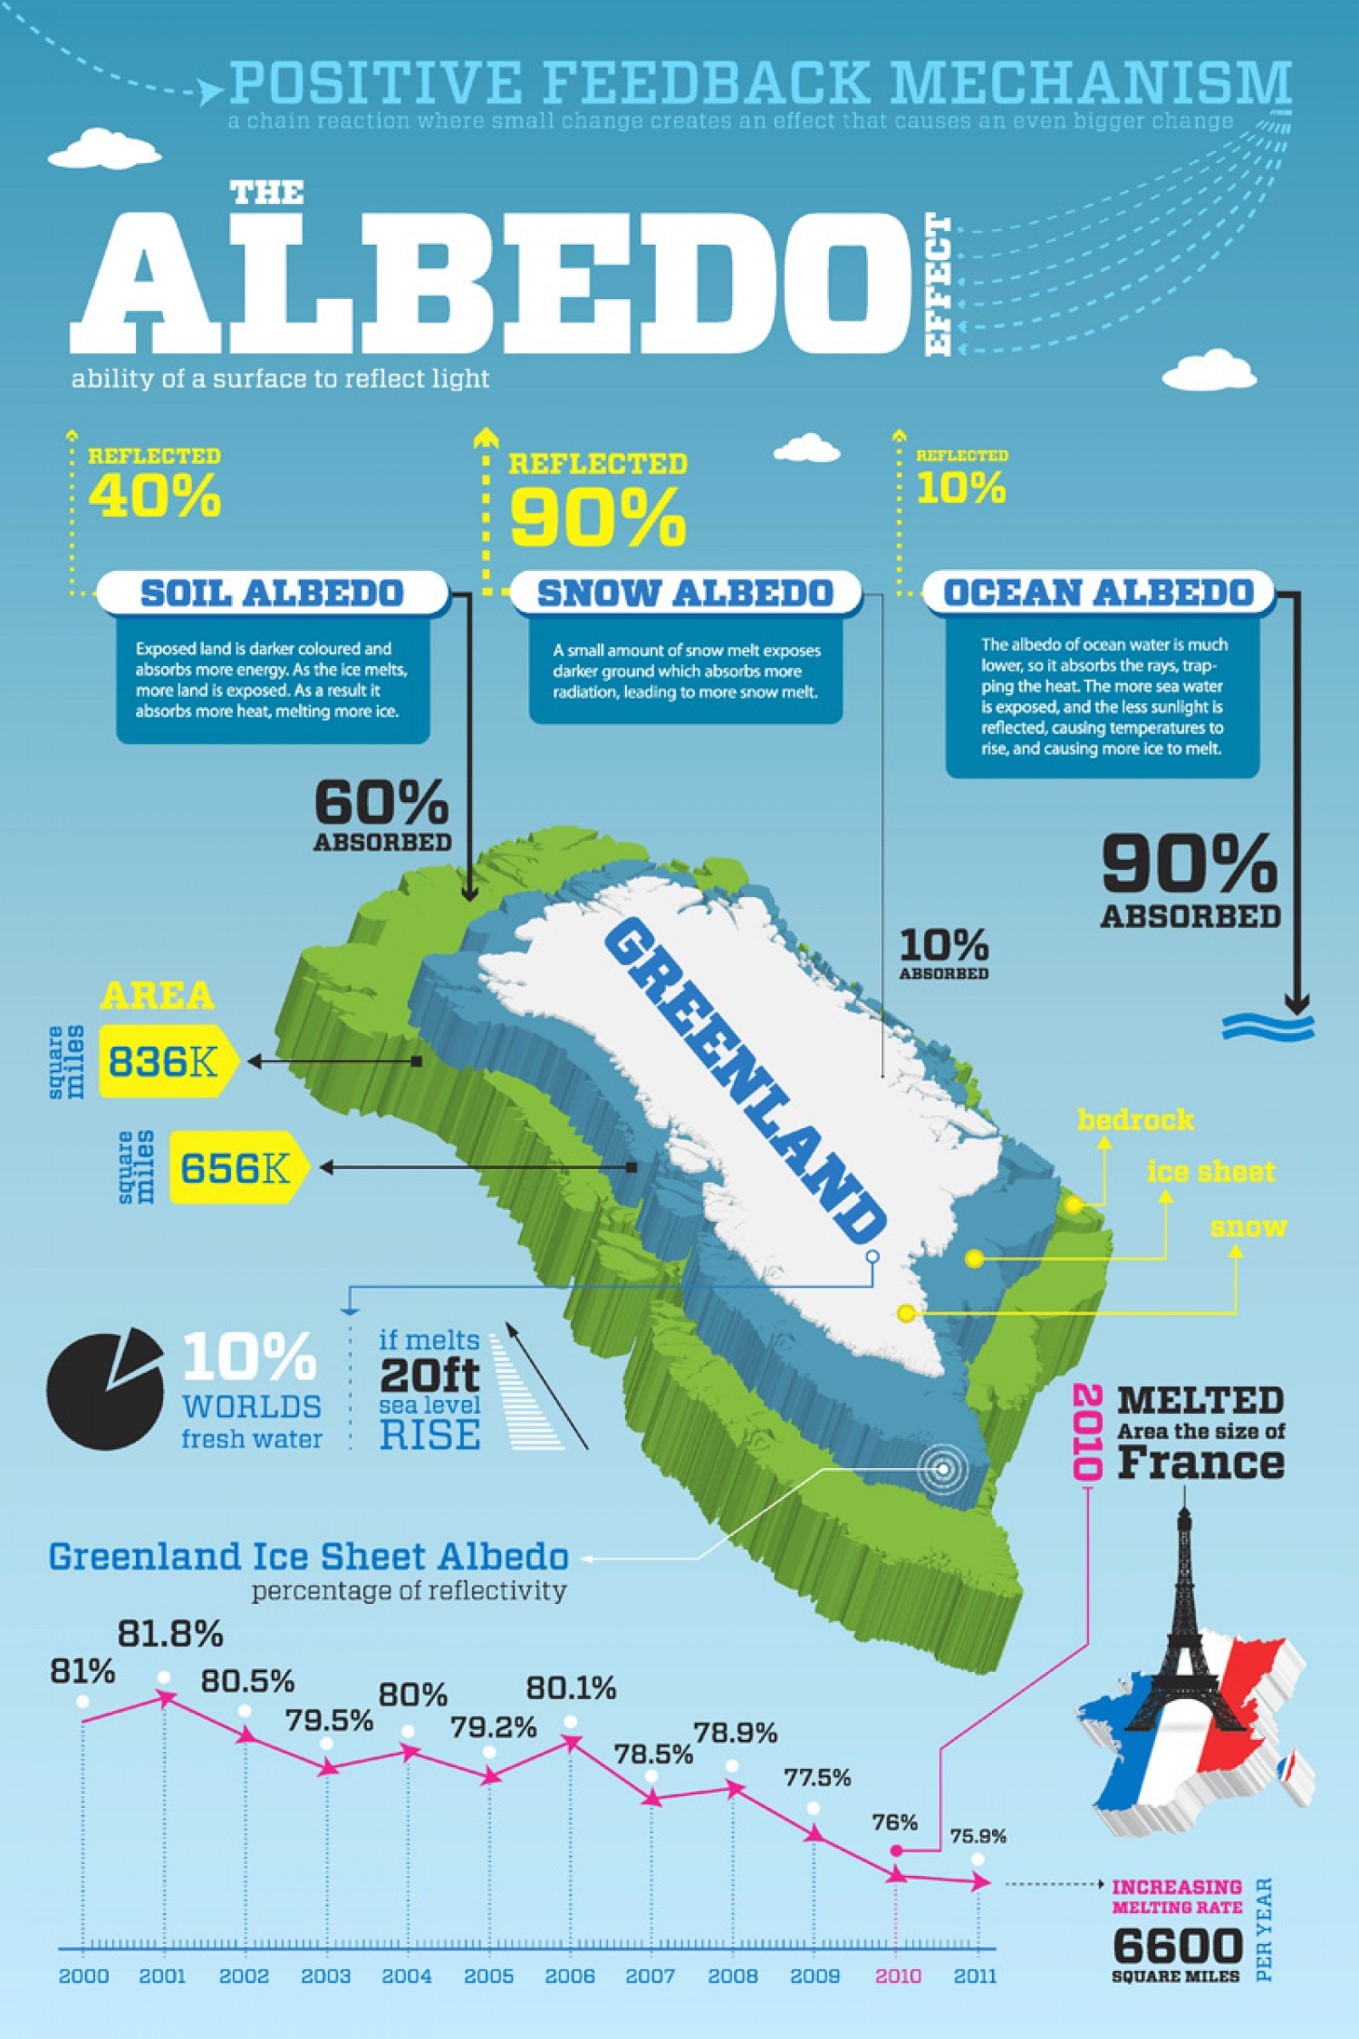 POSITIVE FEEDBACK MECHANISM
a chain reaction where small change creates an effect that causes an even bigger change
THE
ALBEDO
EFFECT
ability of a surface to reflect light
REFLECTED
40%
SOIL ALBEDO
Exposed land is darker coloured and
absorbs more energy. As the ice melts,
more land is exposed. As a result it
absorbs more heat, melting more ice.
60%
ABSORBED
REFLECTED
90%
SNOW ALBEDO
A small amount of snow melt exposes
darker ground which absorbs more
radiation, leading to more snow melt.
10%
ABSORBED
REFLECTED
10%
OCEAN ALBEDO
The albedo of ocean water is much
lower, so it absorbs the rays, trap-
ping the heat. The more sea water
is exposed, and the less sunlight is
reflected, causing temperatures to
rise, and causing more ice to melt.
90%
ABSORBED
GREENLAND
AREA
square
miles
836K
square
miles
656K
bedrock
ice sheet
snow
10%
WORLDS
fresh water
if melts
20ft
sea level
RISE
2010
MELTED
Area the size of
France
Greenland Ice Sheet Albedo
percentage of reflectivity
81%
81.8%
80.5%
79.5%
80%
79.2%
80.1%
78.5%
78.9%
77.5%
76%
75.9%
2000 2001 2002 2003 2004 2005 2006 2007 2008 2009 2010 2011
INCREASING
MELTING RATE
6600
SQUARE MILES
PER YEAR